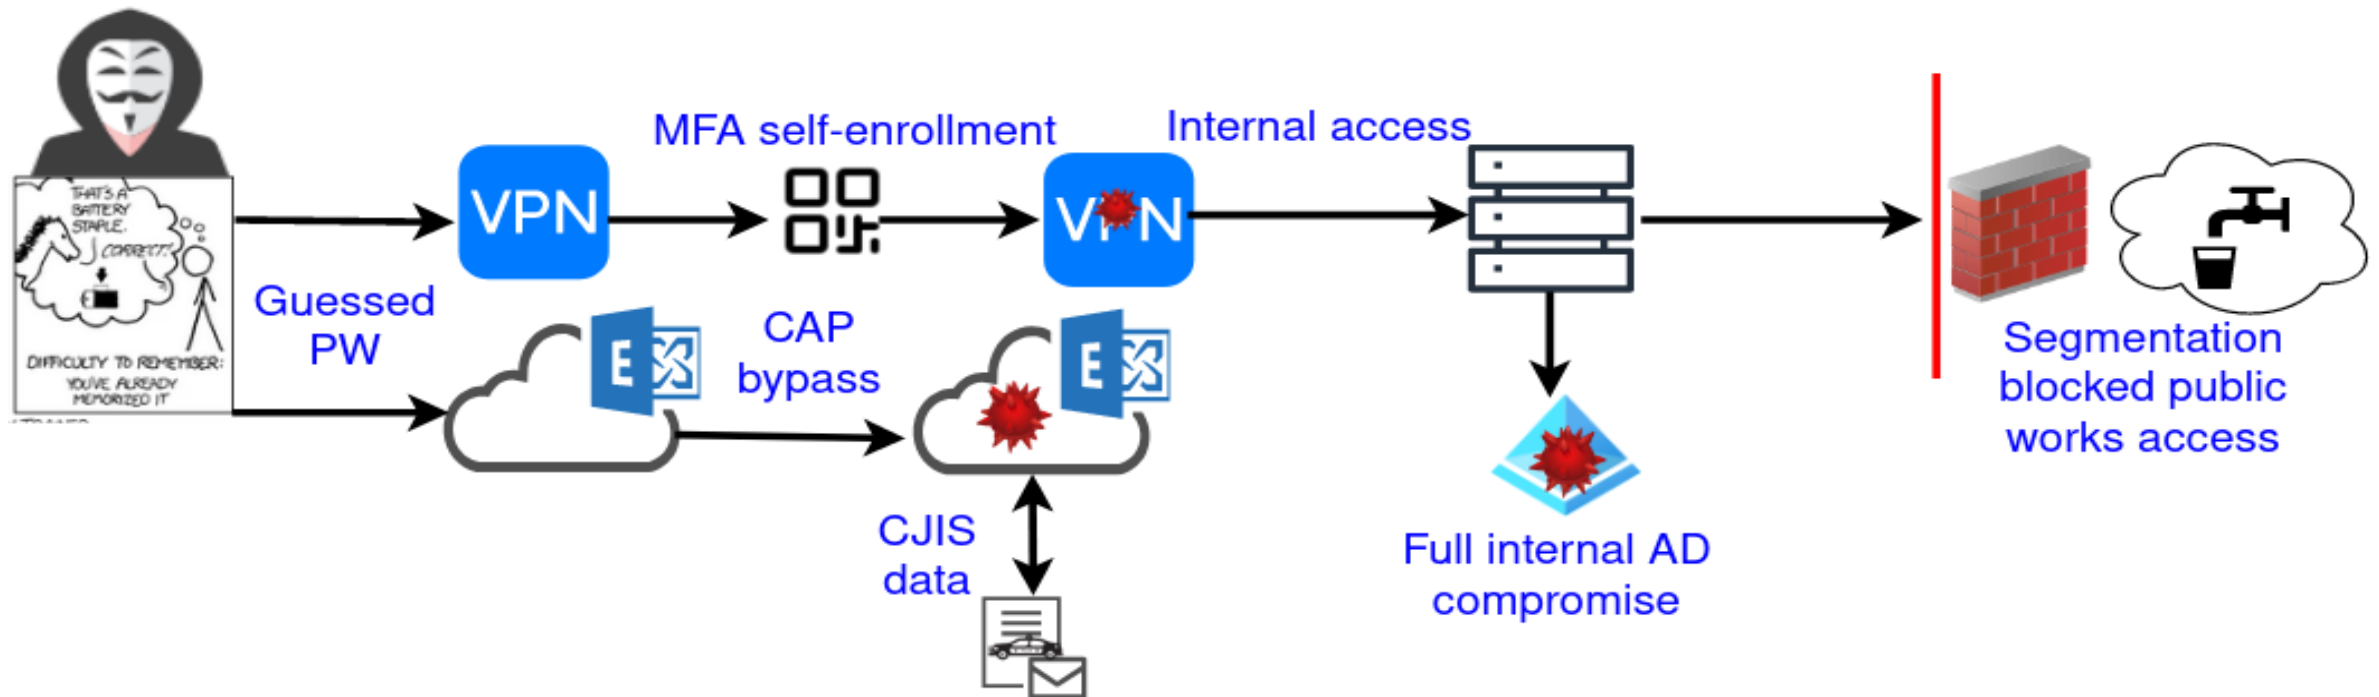 THAT'S A
BATTERY
STAPLE.
CORRECT!
DIFFICULTY TO REMEMBER:
YOU'VE ALREADY
MEMORIZED IT
Guessed
PW
VPN
MFA self-enrollment
VPN
Internal access
E
CAP
bypass
E
CJIS
data
Full internal AD
compromise
Segmentation
blocked public
works access